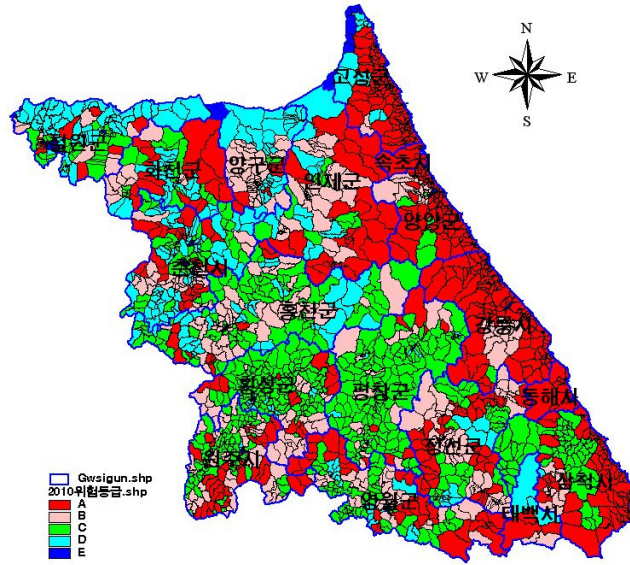 고성군
N
W E
S
철원군
화천군
양구군
인제군
속초시
양양군
춘천시
홍천군
강릉시
횡성군
평창군
동해시
정선군
원주시
삼척시
영월군
태백시
Gwsigun.shp
2010위험등급.shp
A
B
C
D
E